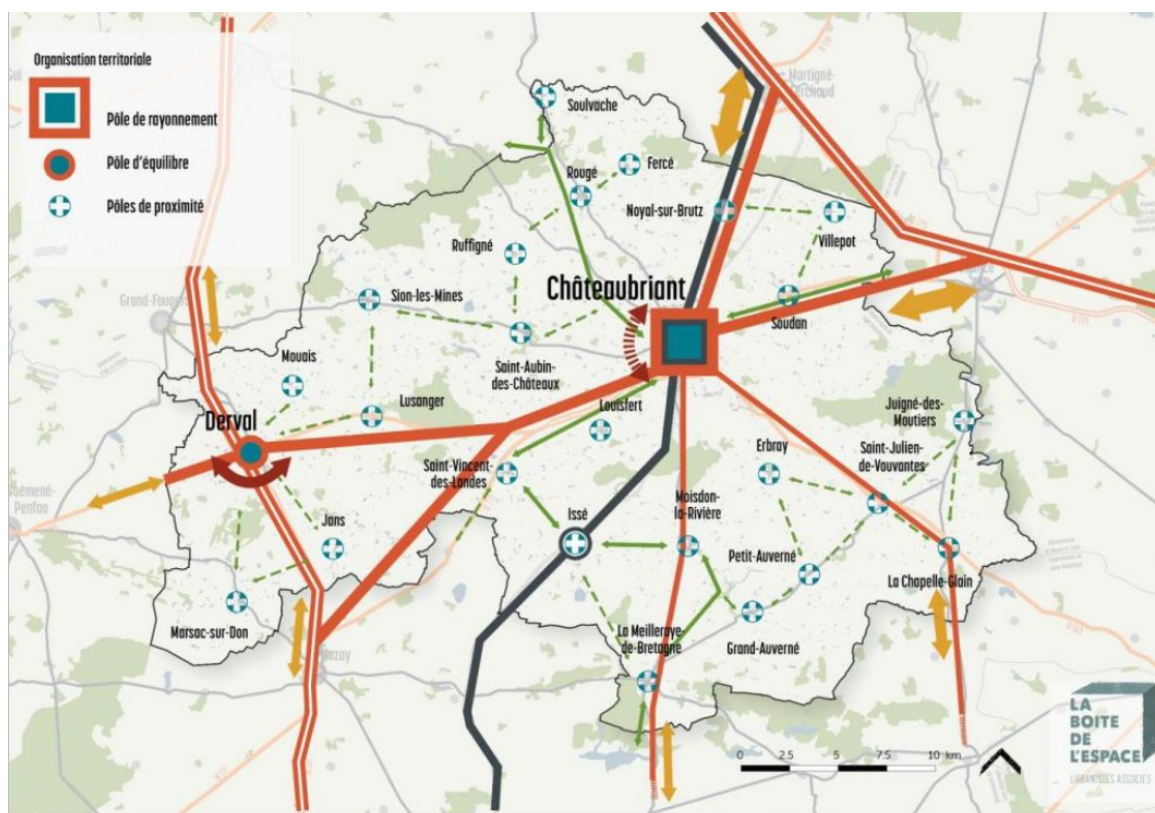 Organisation territoriale
Pôle de rayonnement
Pôle d'équilibre
Pôles de proximité
Soulvache
Fercé
Rougé
Noyal-sur-Brutz
Villepot
Ruffigné
Châteaubriant
Sion-les-Mines
Soudan
Mouais
Saint-Aubin
des-Châteaux
Lusanger
Louisfert
Juigné-des
Moutiers
Derval
Erbray
Saint-Julien
de-Vouvantes
Saint-Vincent
des-Landes
Moisdon
la-Rivière
Issé
Jans
Petit-Auverné
La Chapelle-Glain
Marsac-sur-Don
La Meilleraye
de-Bretagne
Grand-Auverné
0 2.5 5 7.5 10 km
LA
BOITE
DE
L'ESPACE
URBANISTES ASSOCIÉS